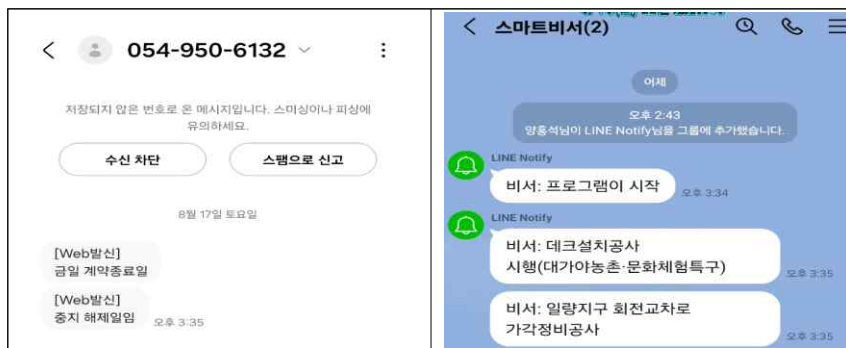 054-950-6132
저장되지 않은 번호로 온 메시지입니다. 스미싱이나 피싱에
유의하세요.
수신 차단
스팸으로 신고
8월 17일 토요일
[Web발신]
금일 계약종료일
[Web발신]
중지 해제일임
오후 3:35
스마트비서(2)
어제
오후 2:43
양홍석님이 LINE Notify님을 그룹에 추가했습니다.
LINE Notify
비서: 프로그램이 시작
오후 3:34
LINE Notify
비서: 데크설치공사
시행(대가야농촌·문화체험특구)
오후 3:35
비서: 일량지구 회전교차로
가각정비공사
오후 3:35